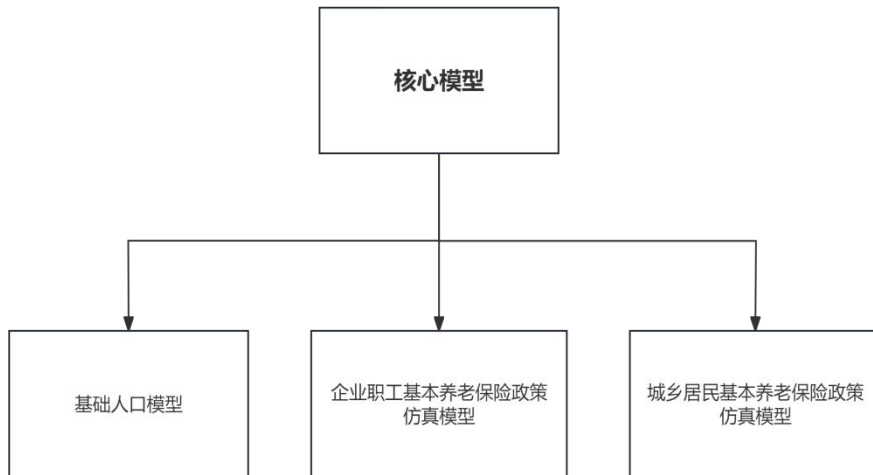 核心模型
基础人口模型
企业职工基本养老保险政策
仿真模型
城乡居民基本养老保险政策
仿真模型